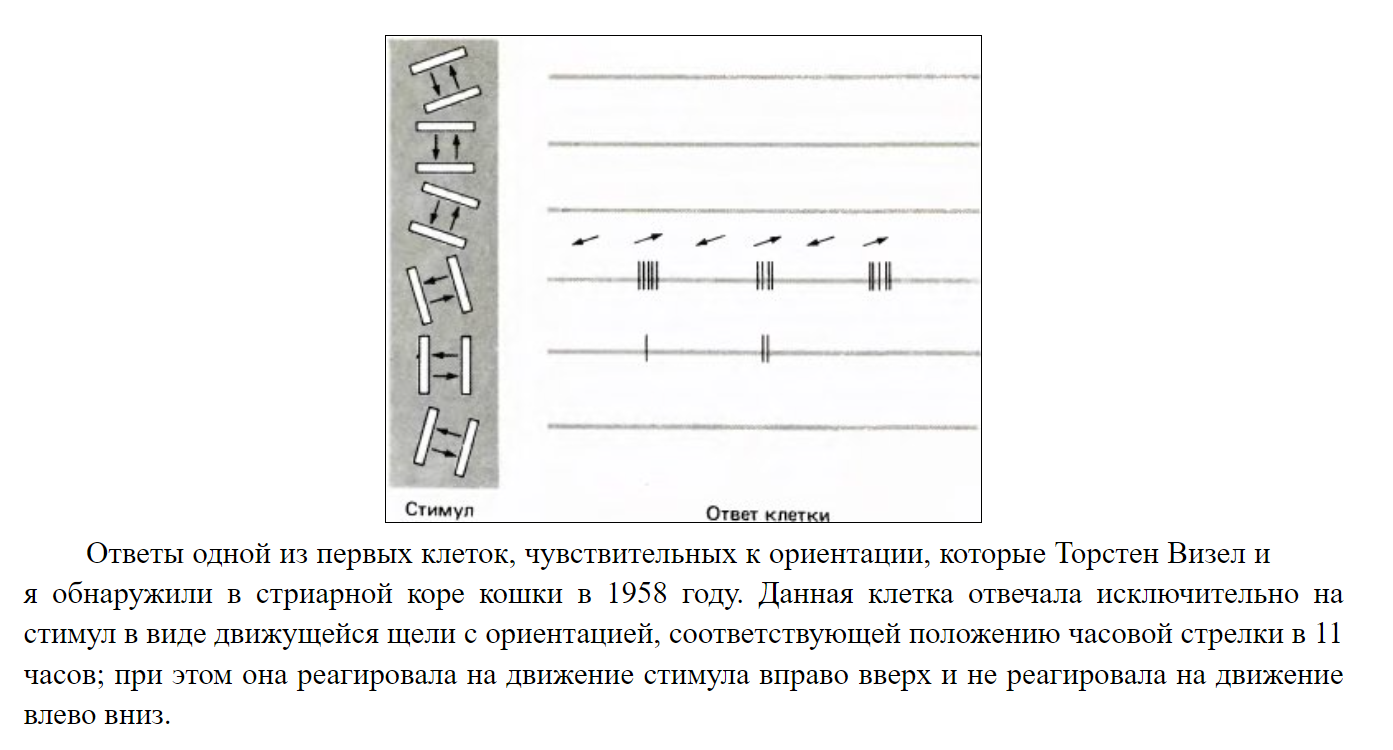 Стимул
Ответ клетки
Ответы одной из первых клеток, чувствительных к ориентации, которые Торстен Визел и
я обнаружили в стриарной коре кошки в 1958 году. Данная клетка отвечала исключительно на
стимул в виде движущейся щели с ориентацией, соответствующей положению часовой стрелки в 11
часов; при этом она реагировала на движение стимула вправо вверх и не реагировала на движение
влево вниз.